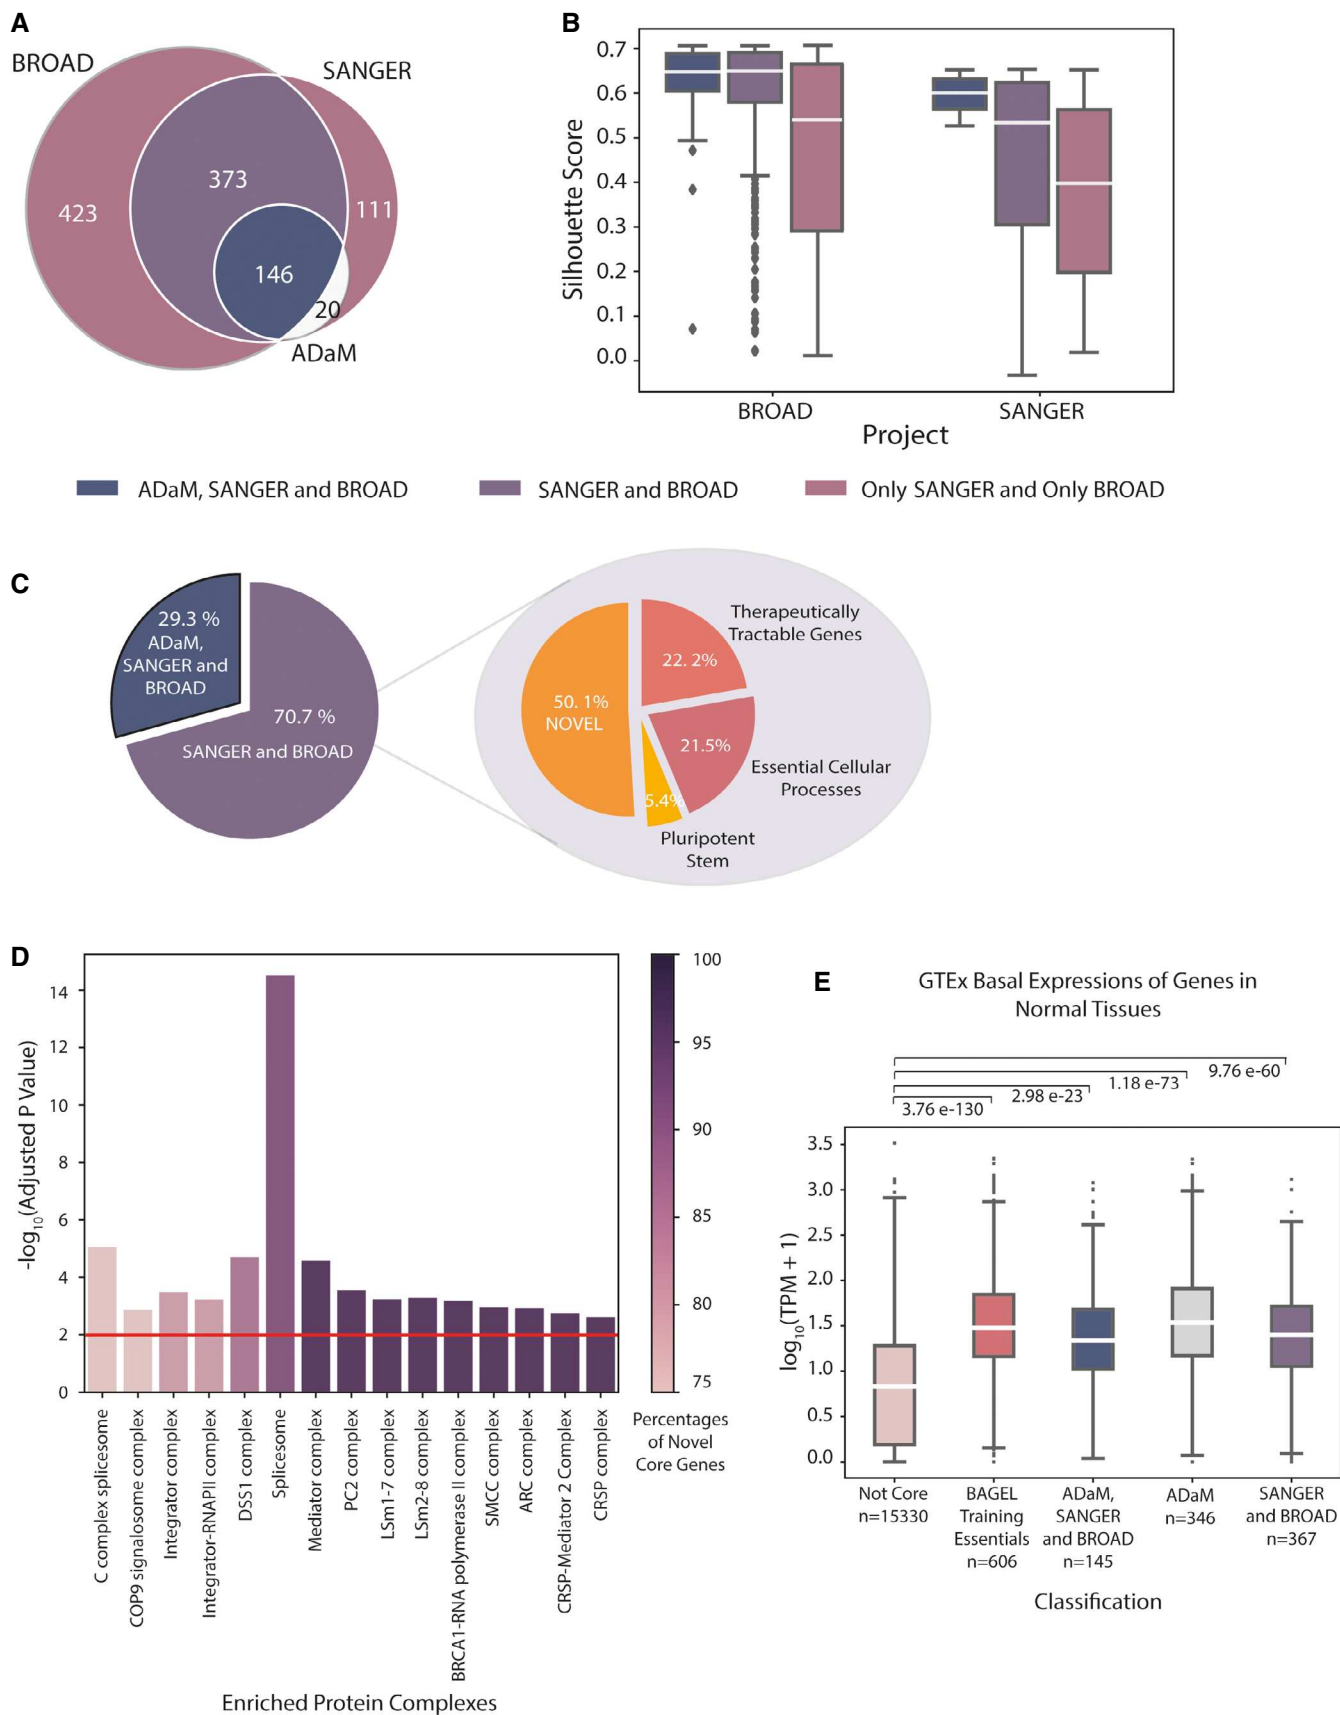 A
BROAD
SANGER
373
423
111
146
20
ADaM
B
Silhouette Score
0.7
0.6
0.5
0.4
0.3
0.2
0.1
0.0
BROAD
SANGER
Project
ADaM, SANGER and BROAD
SANGER and BROAD
Only SANGER and Only BROAD
C
29.3 %
ADaM,
SANGER and
BROAD
70.7 %
SANGER and BROAD
50. 1%
NOVEL
Therapeutically
Tractable Genes
22. 2%
21.5%
Essential Cellular
Processes
5.4%
Pluripotent
Stem
D
-log10(Adjusted P Value)
14
12
10
8
6
4
2
0
C complex splicesome
COP9 signalosome complex
Integrator complex
Integrator-RNAPII complex
DSS1 complex
Splicesome
Mediator complex
PC2 complex
LSm1-7 complex
LSm2-8 complex
BRCA1-RNA polymerase II complex
SMCC complex
ARC complex
CRSP-Mediator 2 Complex
CRSP complex
Enriched Protein Complexes
100
95
90
85
80
75
Percentages
of Novel
Core Genes
E
GTEx Basal Expressions of Genes in
Normal Tissues
9.76 e-60
1.18 e-73
2.98 e-23
3.76 e-130
log10(TPM + 1)
3.5
3.0
2.5
2.0
1.5
1.0
0.5
0.0
Not Core
n=15330
BAGEL
Training
Essentials
n=606
ADaM,
SANGER
and BROAD
n=145
ADaM
n=346
SANGER
and BROAD
n=367
Classification